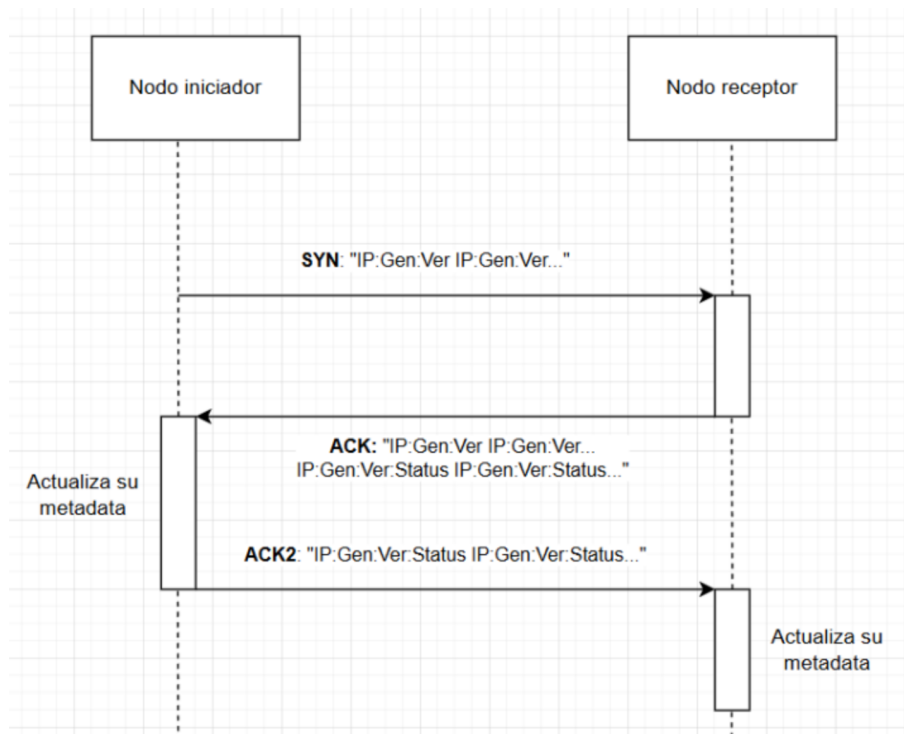 Nodo iniciador
Nodo receptor
SYN: "IP:Gen:Ver IP:Gen:Ver..."
ACK: "IP:Gen:Ver IP:Gen:Ver...
IP:Gen:Ver:Status IP:Gen:Ver:Status..."
Actualiza su
metadata
ACK2: "IP:Gen:Ver:Status IP:Gen:Ver:Status..."
Actualiza su
metadata